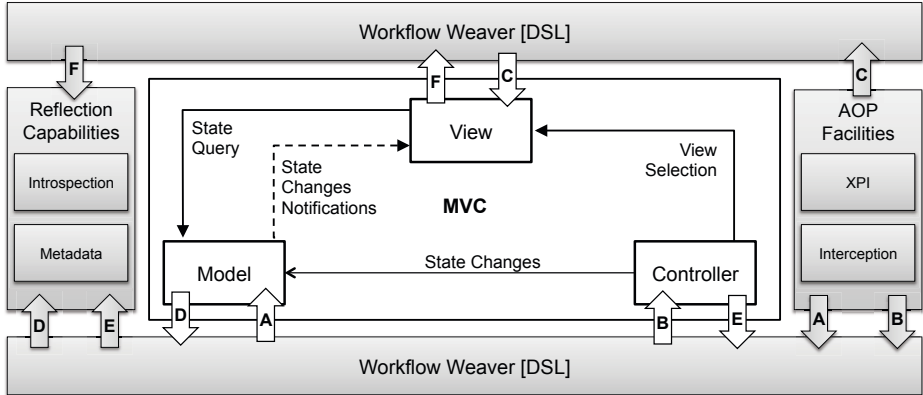 Workflow Weaver [DSL]
F
F
C
C
Reflection
Capabilities
Introspection
Metadata
State
Query
View
State
Changes
Notifications
View
Selection
MVC
Model
State Changes
Controller
AOP
Facilities
XPI
Interception
D
E
D
A
B
E
A
B
Workflow Weaver [DSL]